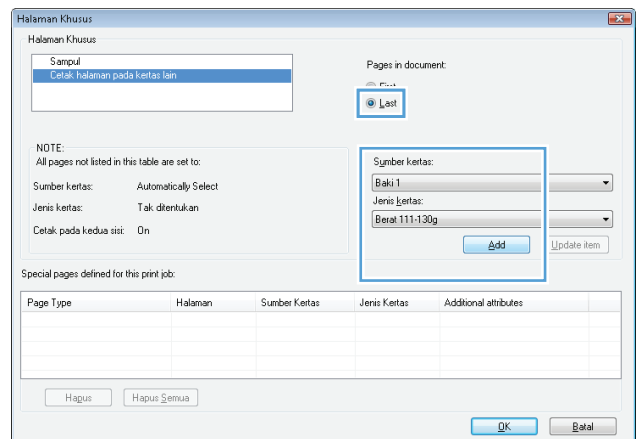 Halaman Khusus
Halaman Khusus
Sampul
Cetak halaman pada kertas lain
Pages in document:
Last
NOTE:
All pages not listed in this table are set to:
Sumber kertas: Automatically Select
Jenis kertas: Tak ditentukan
Cetak pada kedua sisi: On
Sumber kertas:
Baki 1
Jenis kertas:
Berat 111-130g
Add Update item
Special pages defined for this print job:
Page Type Halaman Sumber Kertas Jenis Kertas Additional attributes
Hapus Hapus Semua
OK Batal